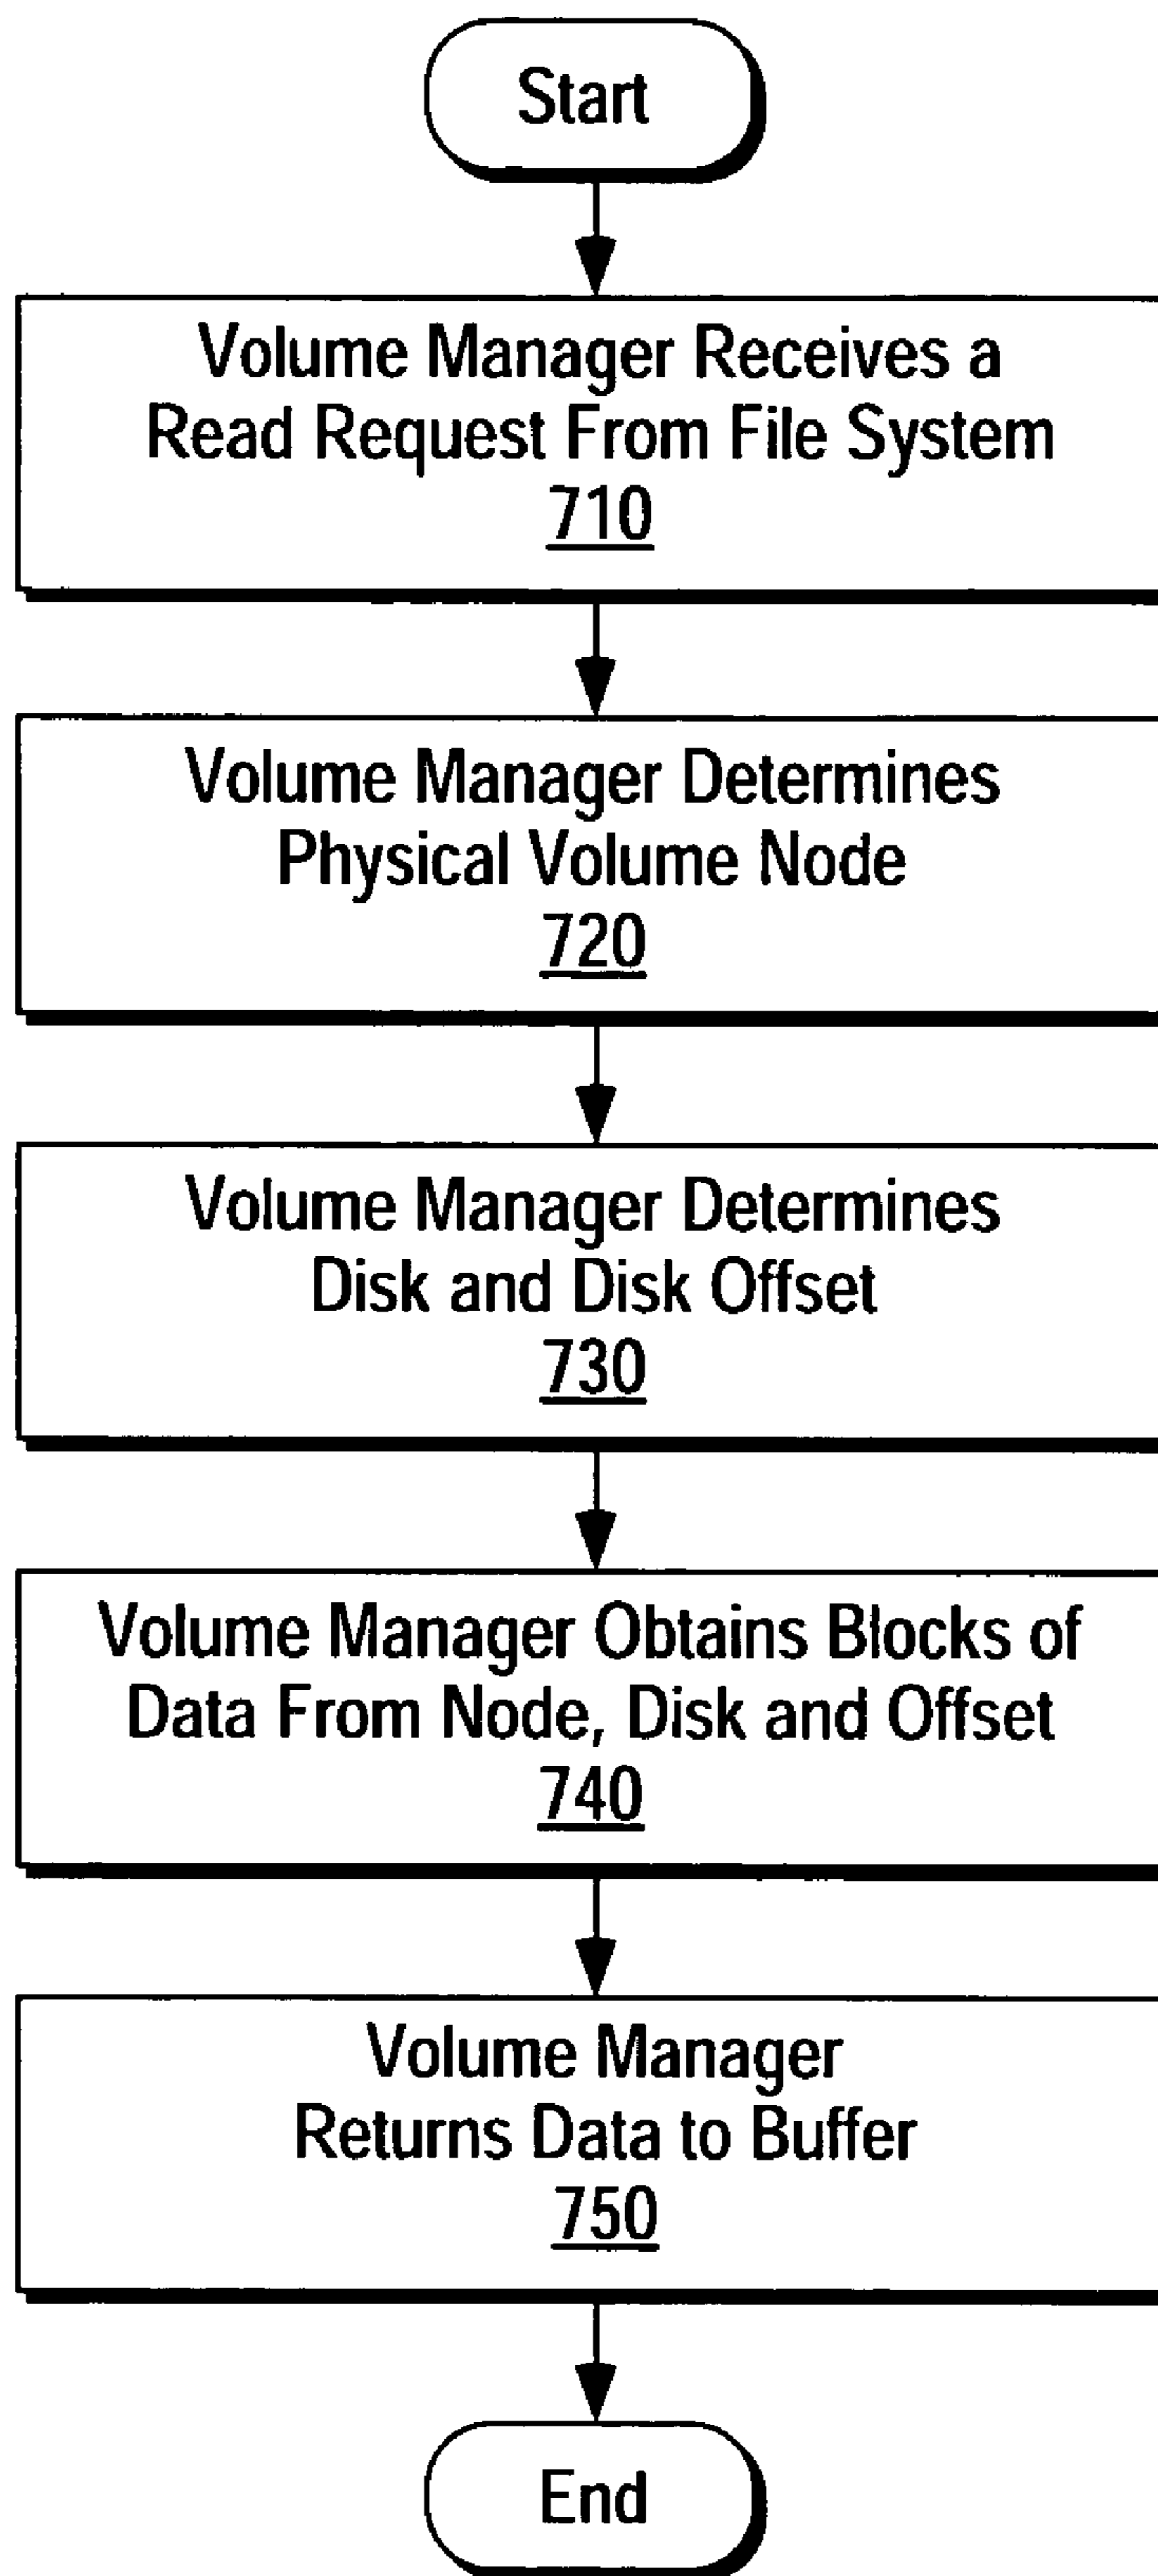 Start
Volume Manager Receives a
Read Request From File System
710
Volume Manager Determines
Physical Volume Node
720
Volume Manager Determines
Disk and Disk Offset
730
Volume Manager Obtains Blocks of
Data From Node, Disk and Offset
740
Volume Manager
Returns Data to Buffer
750
End